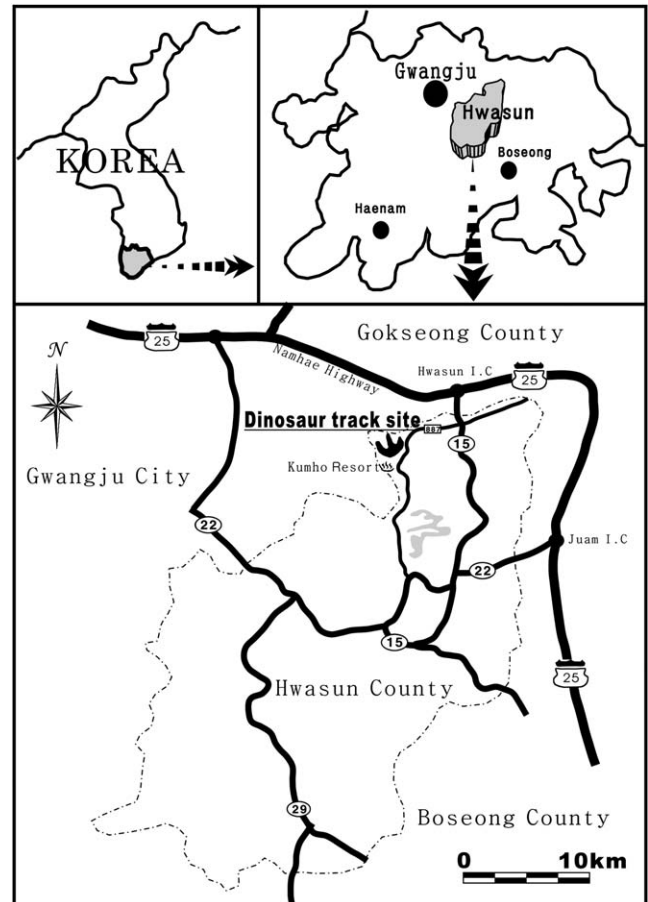 KOREA
Gwangju
Hwasun
Boseong
Haenam
Gokseong County
25
Namhae Highway
Hwasun I.C
25
N
Dinosaur track site
887
15
Kumho Resort
Gwangju City
22
Juam I.C
22
15
25
Hwasun County
29
Boseong County
0 10km